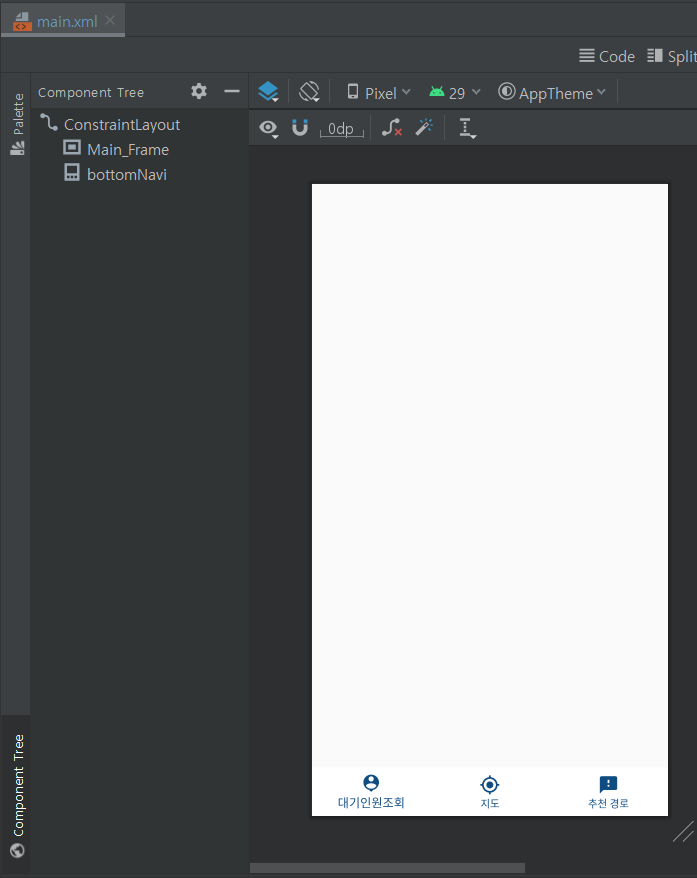 main.xml
Code
Split
Palette
Component Tree
Pixel
29
AppTheme
ConstraintLayout
0dp
Main_Frame
bottomNavi
대기인원조회
지도
추천 경로
Component Tree